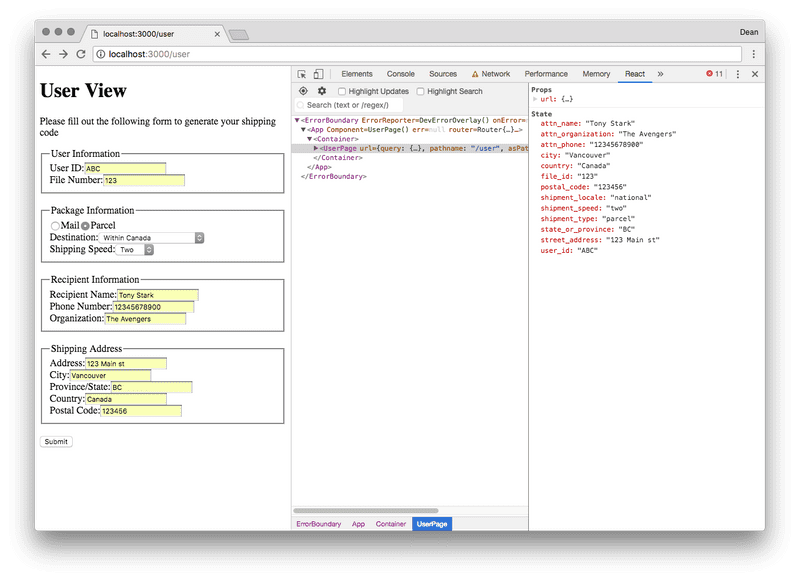 localhost:3000/user
Dean
localhost:3000/user
User View
Please fill out the following form to generate your shipping
code
User Information
User ID: ABC
File Number: 123
Package Information
Mail Parcel
Destination: Within Canada
Shipping Speed: Two
Recipient Information
Recipient Name: Tony Stark
Phone Number: 12345678900
Organization: The Avengers
Shipping Address
Address: 123 Main st
City: Vancouver
Province/State: BC
Country: Canada
Postal Code: 123456
Submit
Elements Console Sources Network Performance Memory React » 11
Highlight Updates Highlight Search
Search (text or /regex/)
▼<ErrorBoundary ErrorReporter=DevErrorOverlay() onError=
▼<App Component=UserPage() err=null router=Router{…}…>
▼<Container>
▶<UserPage url={query: {…}, pathname: "/user", asPat
</Container>
</App>
</ErrorBoundary>
ErrorBoundary App Container UserPage
Props
▶ url: {…}
State
attn_name: "Tony Stark"
attn_organization: "The Avengers"
attn_phone: "12345678900"
city: "Vancouver"
country: "Canada"
file_id: "123"
postal_code: "123456"
shipment_locale: "national"
shipment_speed: "two"
shipment_type: "parcel"
state_or_province: "BC"
street_address: "123 Main st"
user_id: "ABC"